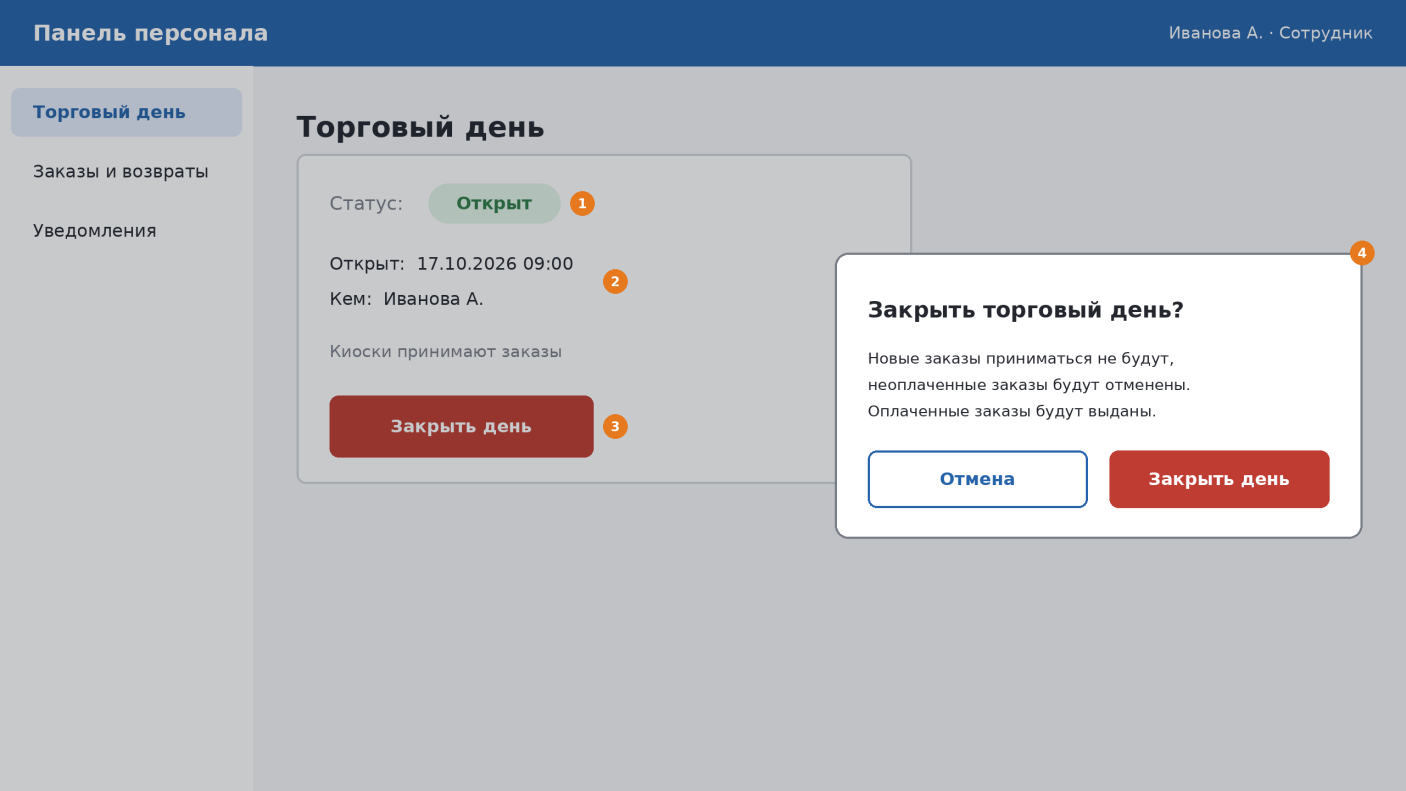 Панель персонала
Иванова А. · Сотрудник
Торговый день
Заказы и возвраты
Уведомления
Торговый день
Статус: Открыт 1
Открыт: 17.10.2026 09:00
2
Кем: Иванова А.
Киоски принимают заказы
Закрыть день 3
4
Закрыть торговый день?
Новые заказы приниматься не будут,
неоплаченные заказы будут отменены.
Оплаченные заказы будут выданы.
Отмена Закрыть день